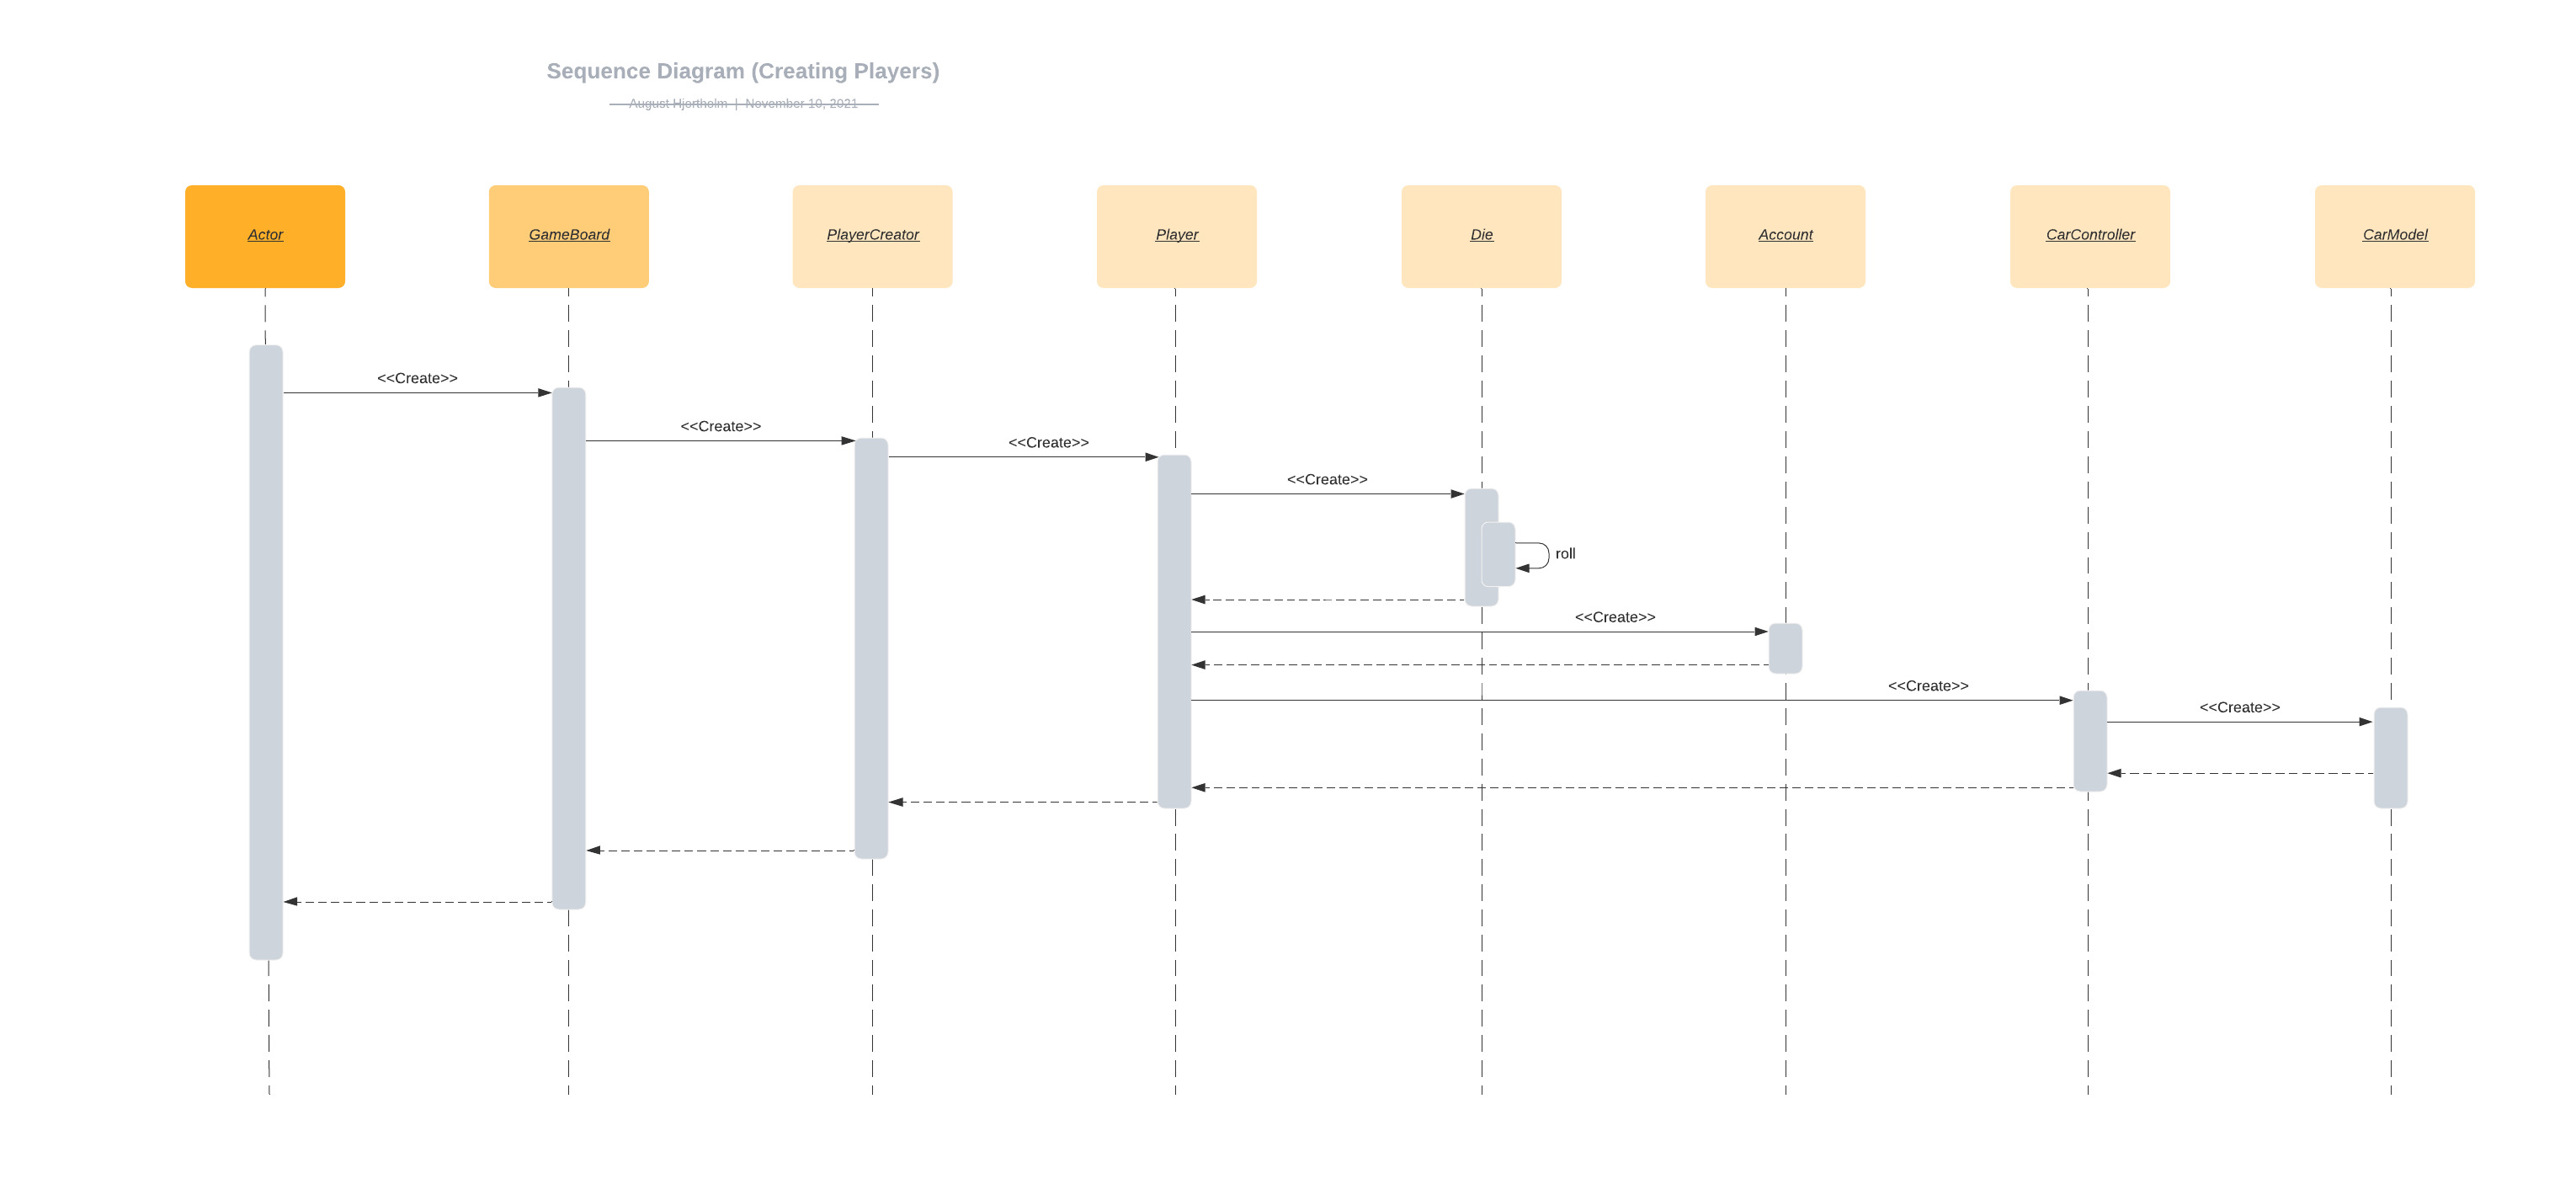 Sequence Diagram (Creating Players)
August Hjortholm | November 10, 2021
Actor
GameBoard
PlayerCreator
Player
Die
Account
CarController
CarModel
<<Create>>
<<Create>>
<<Create>>
<<Create>>
roll
<<Create>>
<<Create>>
<<Create>>